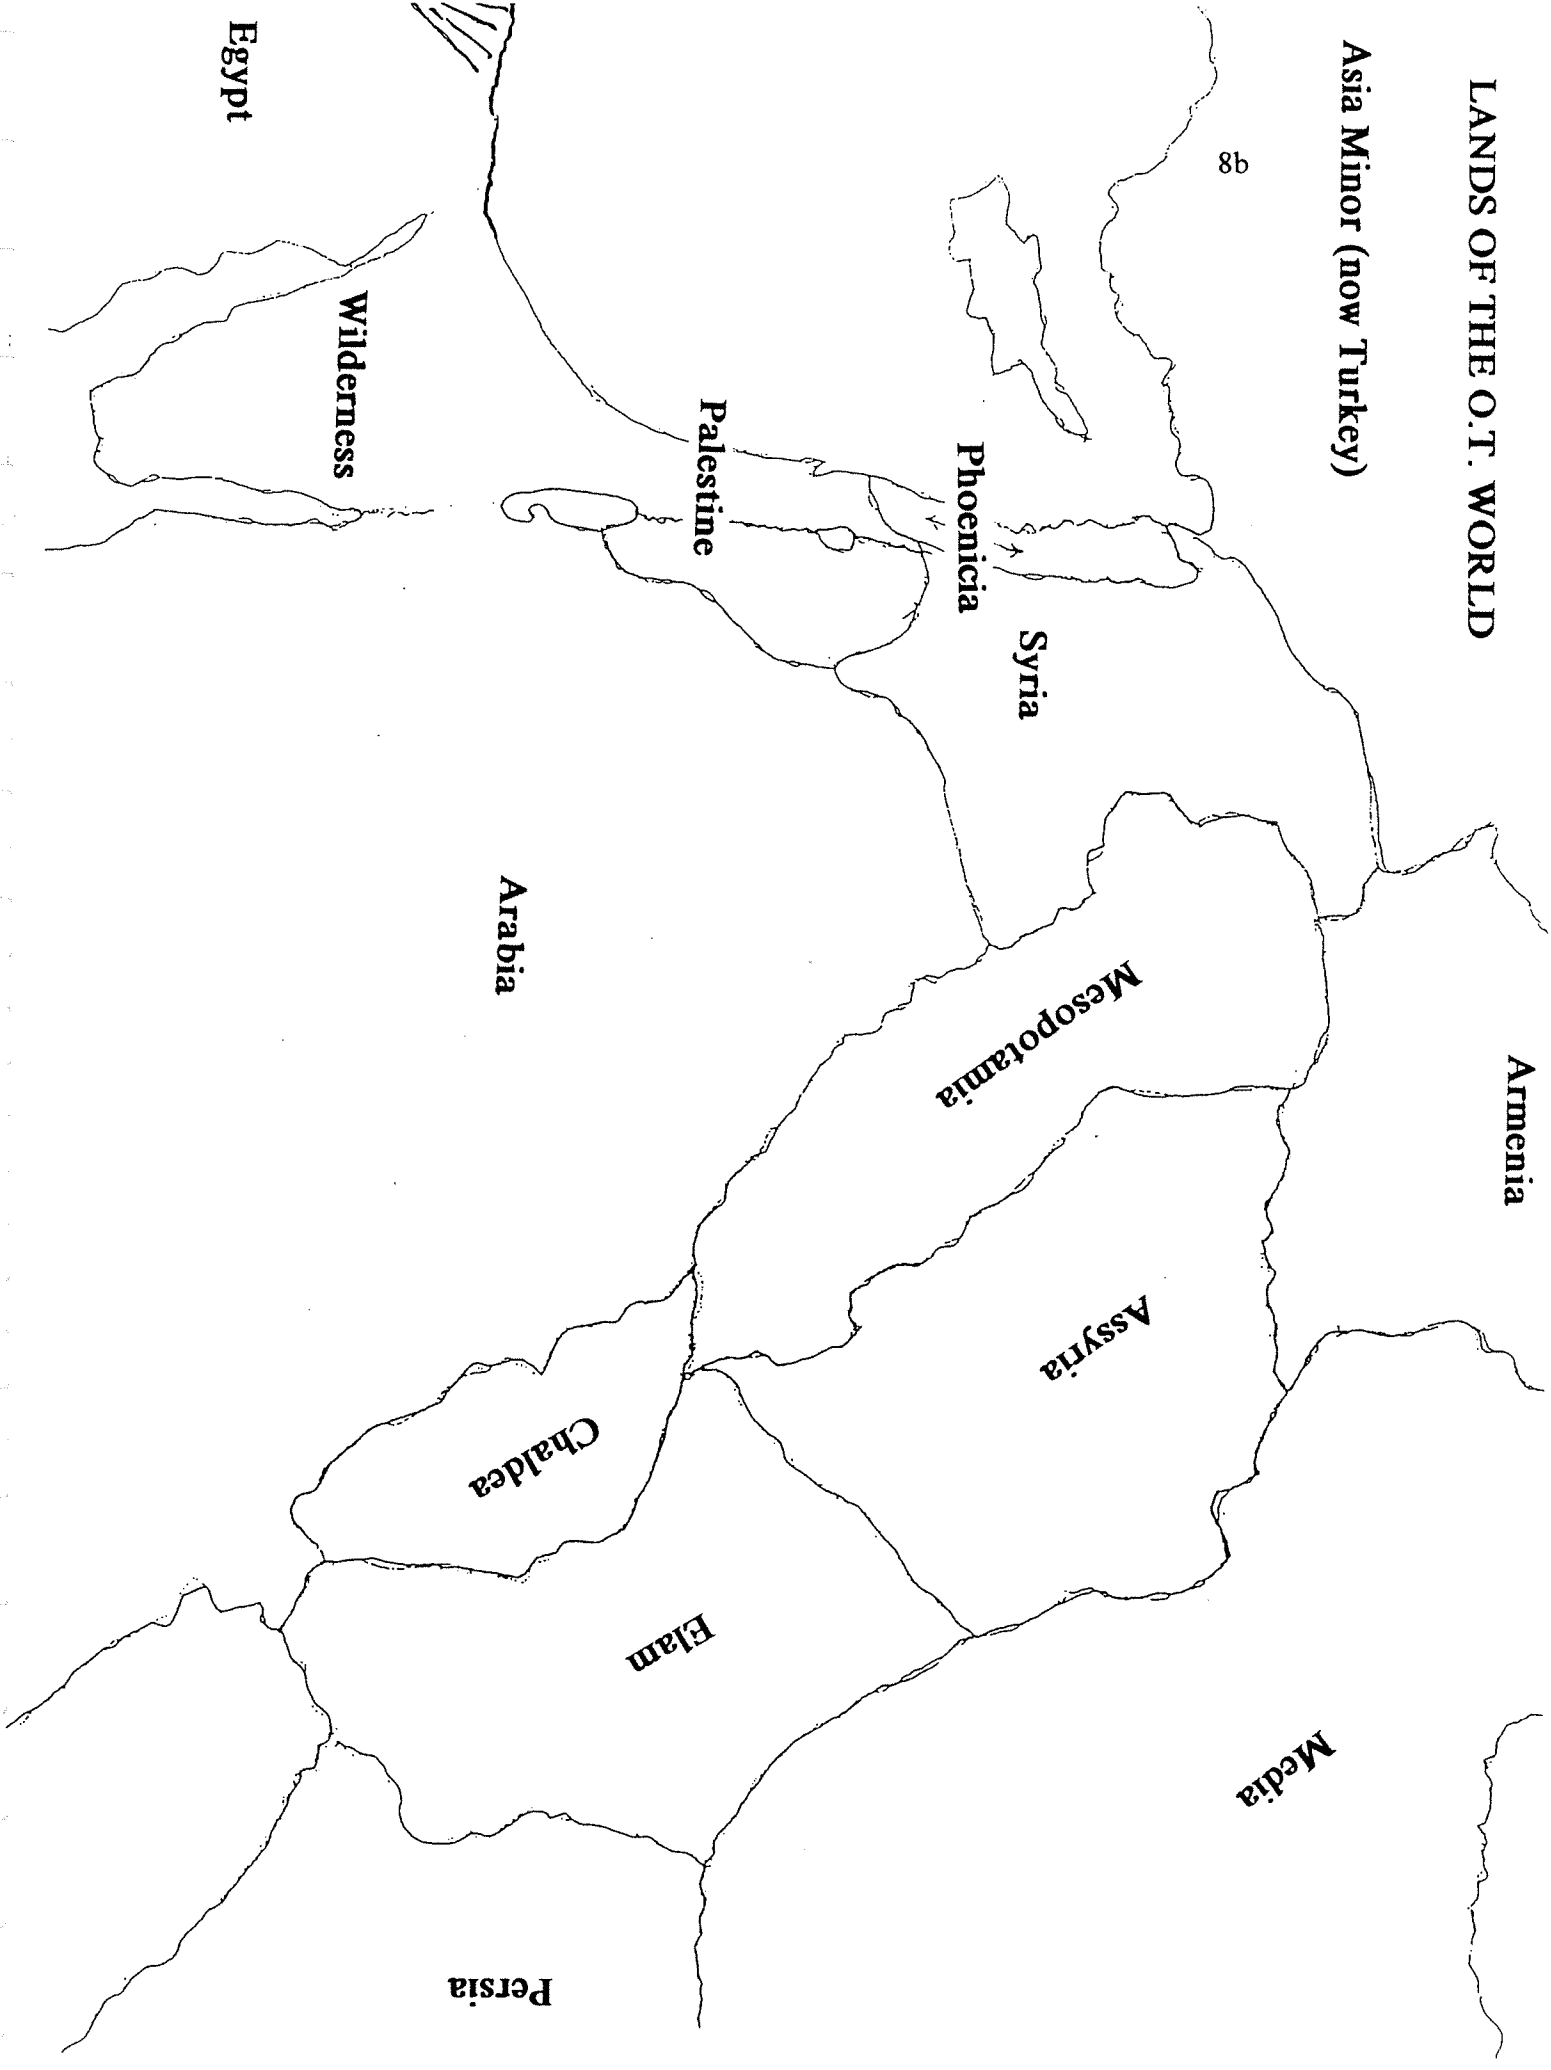 LANDS OF THE O.T. WORLD
Asia Minor (now Turkey)
8b
Armenia
Media
Phoenicia
Syria
Mesopotamia
Assyria
Palestine
Arabia
Chaldea
Elam
Persia
Wilderness
Egypt